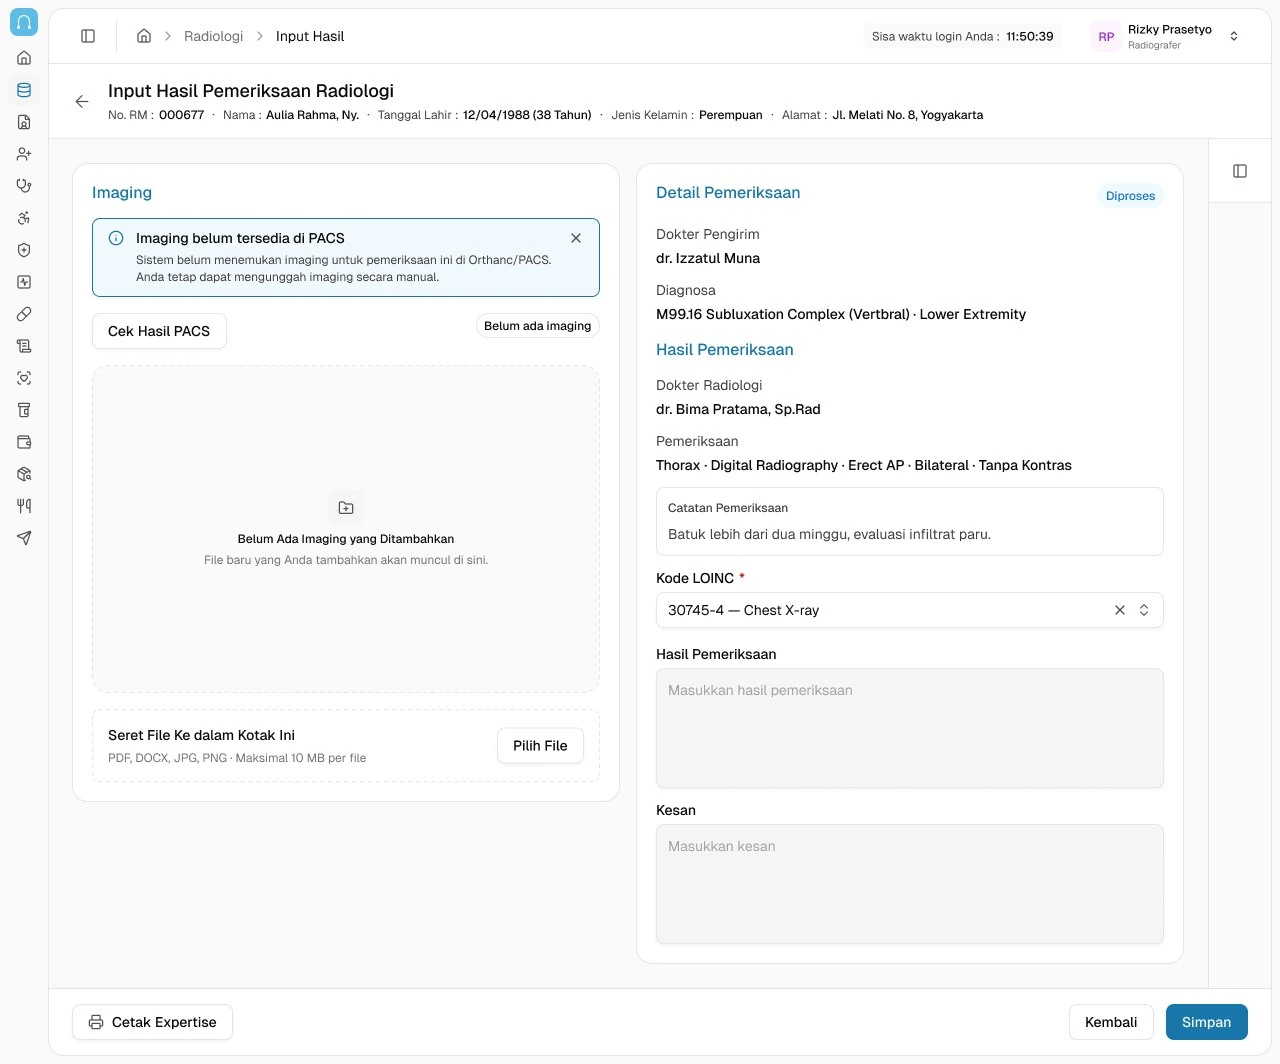 Radiologi
Input Hasil
Sisa waktu login Anda : 11:50:39
RP
Rizky Prasetyo
Radiografer
Input Hasil Pemeriksaan Radiologi
No. RM : 000677 · Nama : Aulia Rahma, Ny. · Tanggal Lahir : 12/04/1988 (38 Tahun) · Jenis Kelamin : Perempuan · Alamat : Jl. Melati No. 8, Yogyakarta
Imaging
Imaging belum tersedia di PACS
Sistem belum menemukan imaging untuk pemeriksaan ini di Orthanc/PACS.
Anda tetap dapat mengunggah imaging secara manual.
Cek Hasil PACS
Belum ada imaging
Belum Ada Imaging yang Ditambahkan
File baru yang Anda tambahkan akan muncul di sini.
Seret File Ke dalam Kotak Ini
PDF, DOCX, JPG, PNG · Maksimal 10 MB per file
Pilih File
Detail Pemeriksaan
Diproses
Dokter Pengirim
dr. Izzatul Muna
Diagnosa
M99.16 Subluxation Complex (Vertbral) · Lower Extremity
Hasil Pemeriksaan
Dokter Radiologi
dr. Bima Pratama, Sp.Rad
Pemeriksaan
Thorax · Digital Radiography · Erect AP · Bilateral · Tanpa Kontras
Catatan Pemeriksaan
Batuk lebih dari dua minggu, evaluasi infiltrat paru.
Kode LOINC *
30745-4 — Chest X-ray
Hasil Pemeriksaan
Masukkan hasil pemeriksaan
Kesan
Masukkan kesan
Cetak Expertise
Kembali
Simpan